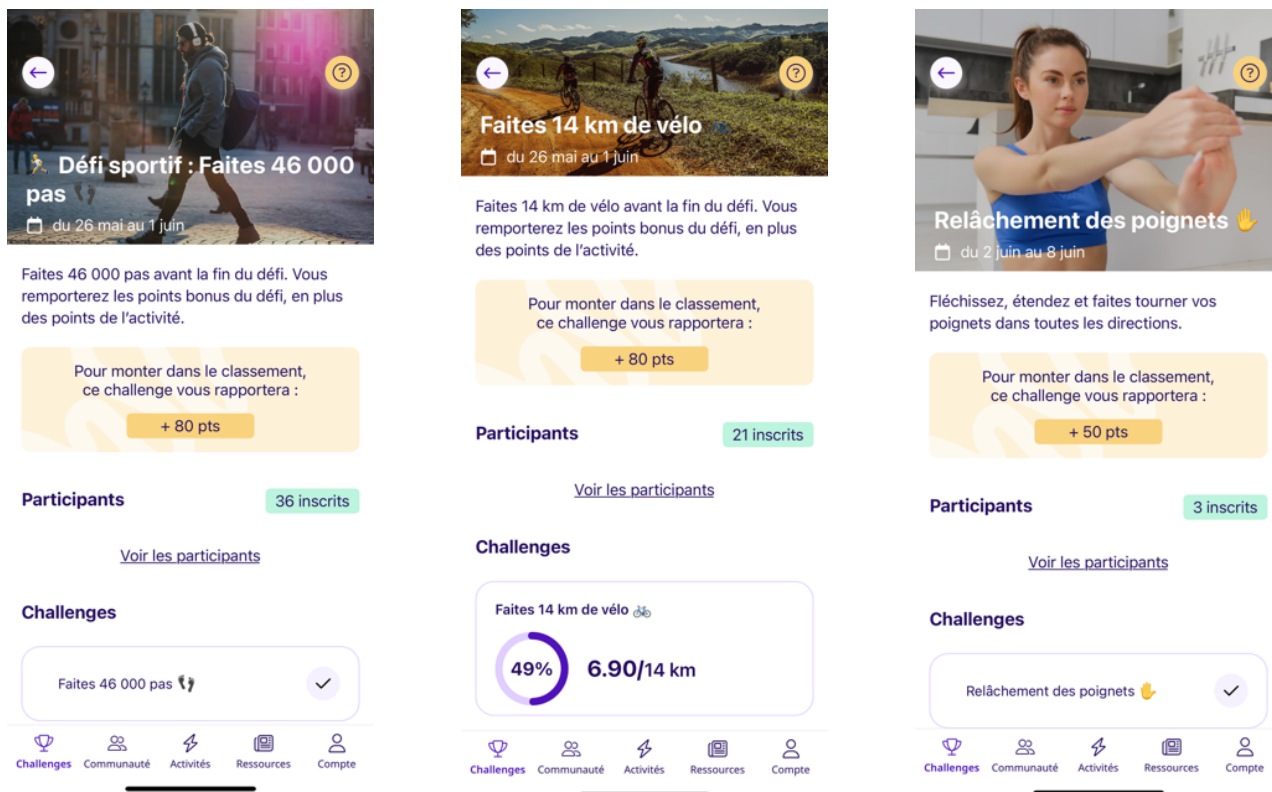 🏃 Défi sportif : Faites 46 000
pas 👣
du 26 mai au 1 juin
Faites 46 000 pas avant la fin du défi. Vous
remporterez les points bonus du défi, en plus
des points de l'activité.
Pour monter dans le classement,
ce challenge vous rapportera :
+ 80 pts
Participants
36 inscrits
Voir les participants
Challenges
Faites 46 000 pas 👣
Challenges
Communauté
Activités
Ressources
Compte
Faites 14 km de vélo 🚲
du 26 mai au 1 juin
Faites 14 km de vélo avant la fin du défi. Vous
remporterez les points bonus du défi, en plus
des points de l'activité.
Pour monter dans le classement,
ce challenge vous rapportera :
+ 80 pts
Participants
21 inscrits
Voir les participants
Challenges
Faites 14 km de vélo 🚲
49%
6.90/14 km
Challenges
Communauté
Activités
Ressources
Compte
Relâchement des poignets ✋
du 2 juin au 8 juin
Fléchissez, étendez et faites tourner vos
poignets dans toutes les directions.
Pour monter dans le classement,
ce challenge vous rapportera :
+ 50 pts
Participants
3 inscrits
Voir les participants
Challenges
Relâchement des poignets ✋
Challenges
Communauté
Activités
Ressources
Compte